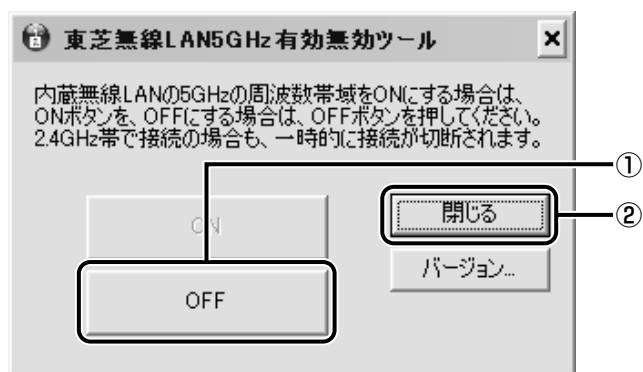 東芝無線LAN5GHz有効無効ツール
内蔵無線LANの5GHzの周波数帯域をONにする場合は、
ONボタンを、OFFにする場合は、OFFボタンを押してください。
2.4GHz帯で接続の場合も、一時的に接続が切断されます。
①
閉じる
②
ON
バージョン...
OFF